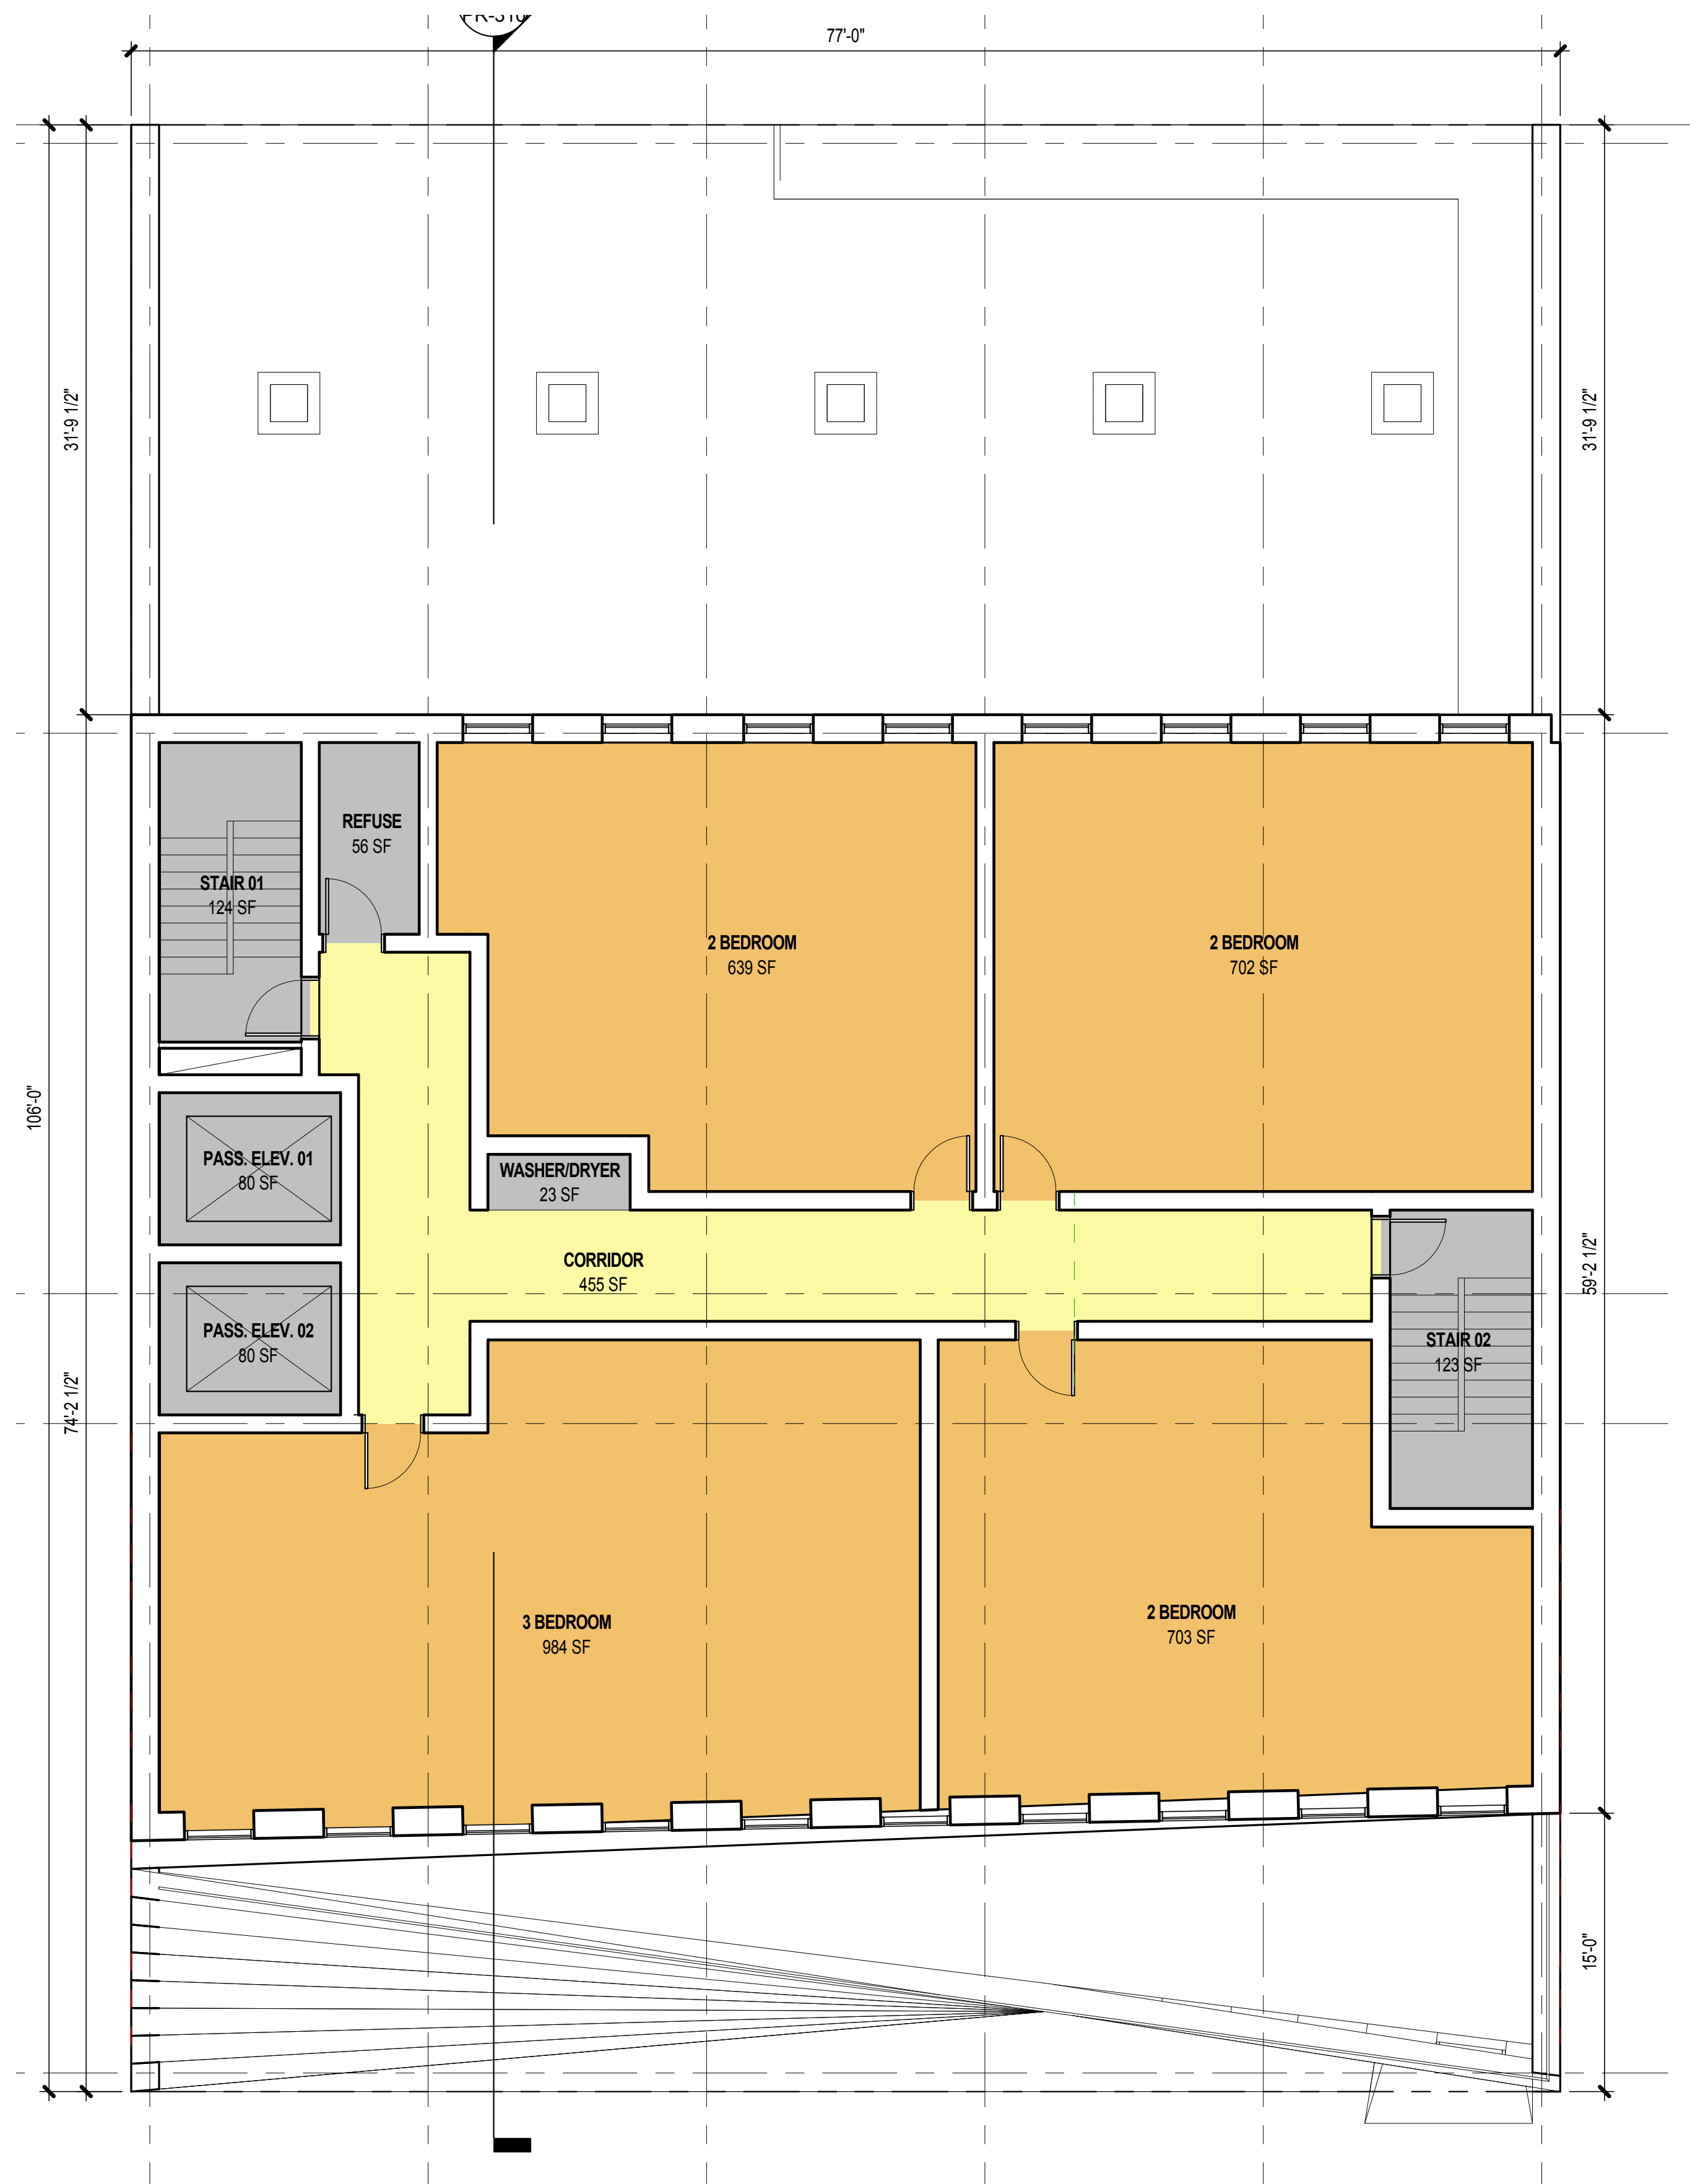 PR-310
77'-0"
31'-9 1/2"
31'-9 1/2"
REFUSE
56 SF
STAIR 01
124 SF
2 BEDROOM
639 SF
2 BEDROOM
702 SF
106'-0"
PASS. ELEV. 01
80 SF
WASHER/DRYER
23 SF
CORRIDOR
455 SF
59'-2 1/2"
PASS. ELEV. 02
80 SF
STAIR 02
123 SF
74'-2 1/2"
3 BEDROOM
984 SF
2 BEDROOM
703 SF
15'-0"